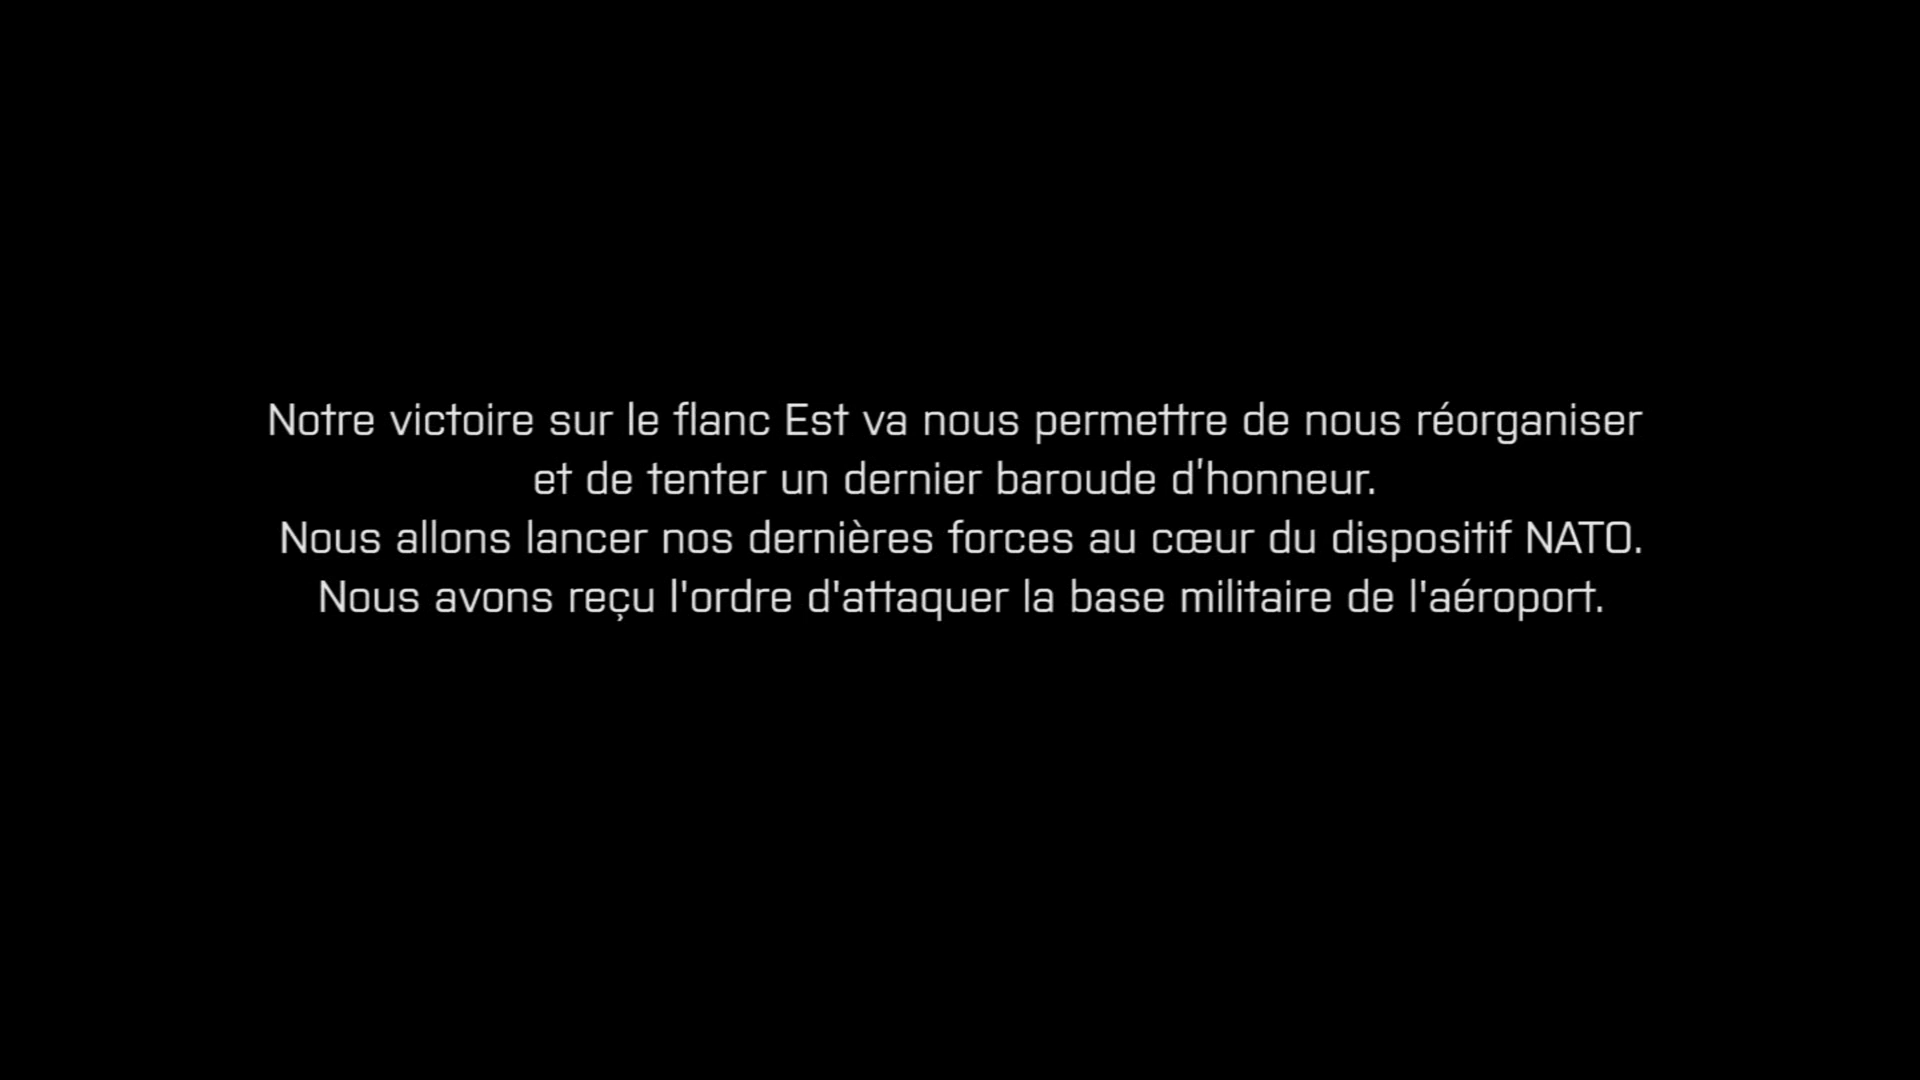 Notre victoire sur le flanc Est va nous permettre de nous réorganiser
et de tenter un dernier baroude d'honneur.
Nous allons lancer nos dernières forces au cœur du dispositif NATO.
Nous avons reçu l'ordre d'attaquer la base militaire de l'aéroport.